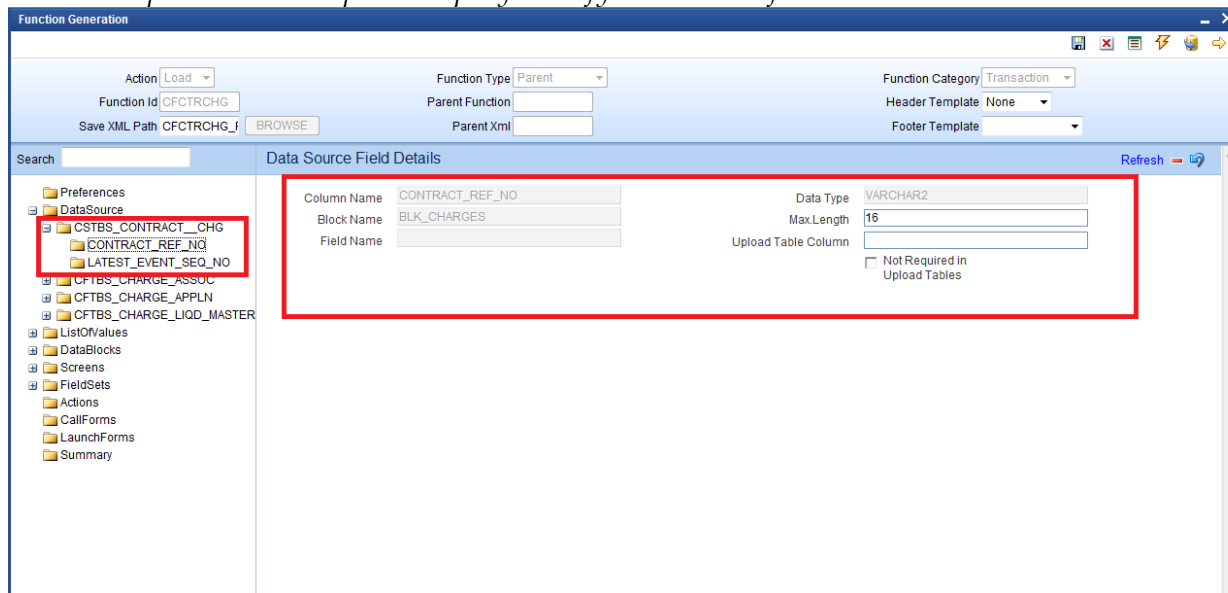 Function Generation
Action Load Function Type Parent Function Category Transaction
Function Id CFCTRCHG Parent Function Header Template None
Save XML Path CFCTRCHG_F BROWSE Parent Xml Footer Template
Search Data Source Field Details Refresh
Preferences
DataSource
CSTBS_CONTRACT__CHG
CONTRACT_REF_NO
LATEST_EVENT_SEQ_NO
CFTBS_CHARGE_ASSOC
CFTBS_CHARGE_APPLN
CFTBS_CHARGE_LIQD_MASTER
ListOfValues
DataBlocks
Screens
FieldSets
Actions
CallForms
LaunchForms
Summary
Column Name CONTRACT_REF_NO Data Type VARCHAR2
Block Name BLK_CHARGES Max.Length 16
Field Name Upload Table Column
Not Required in
Upload Tables